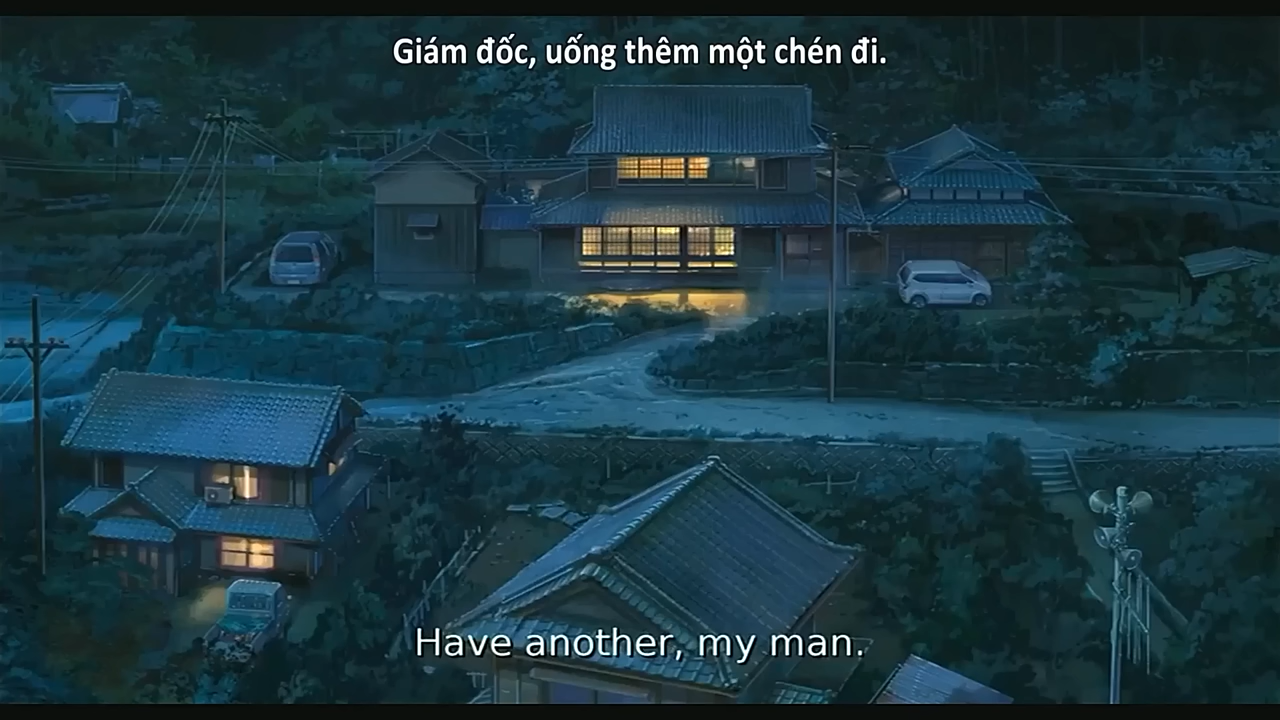 Giám đốc, uống thêm một chén đi.
Have another, my man.